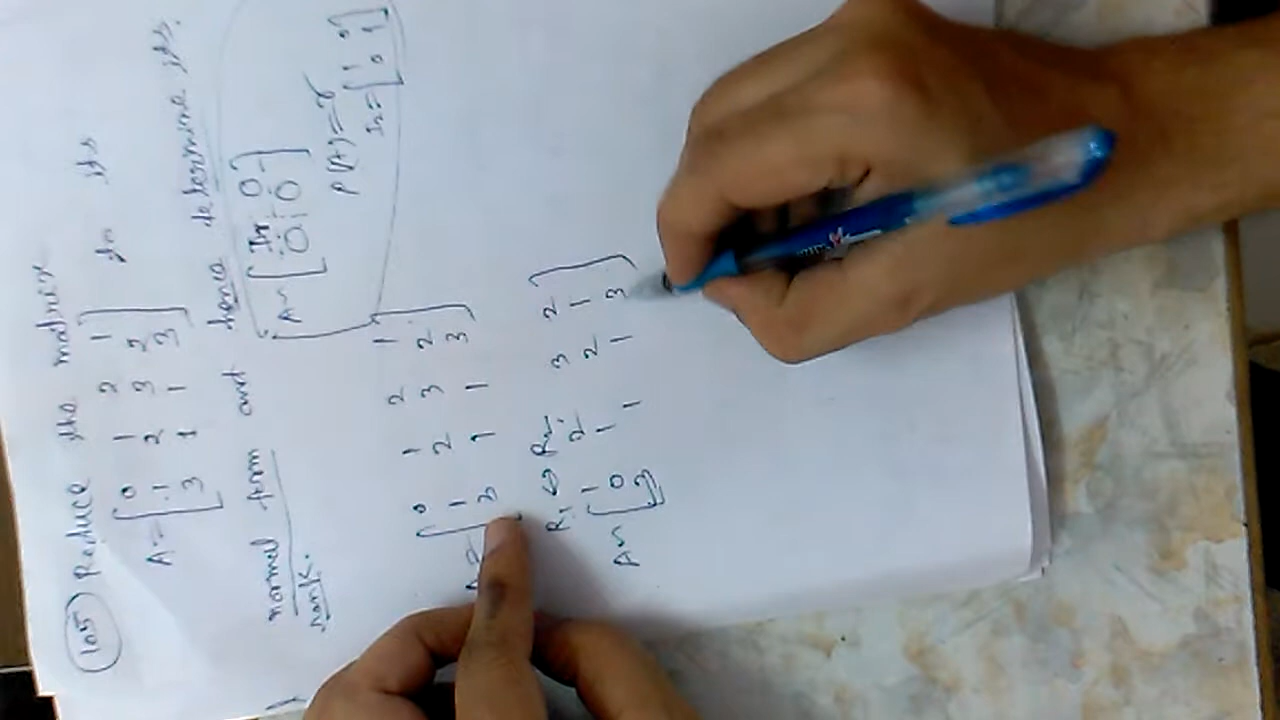 105) Reduce the matrix
A = [0 1 2 1
1 2 3 2
3 1 1 3] to its
normal form and hence determine its
rank.
A ~ [Ir 0
0 0]
ρ(A) = r
I2 = [1 0
0 1]
A = [0 1 2 1
1 2 3 2
3 1 1 3]
R1 ↔ R2,
A ~ [1 2 3 2
0 1 2 1
3 1 1 3]